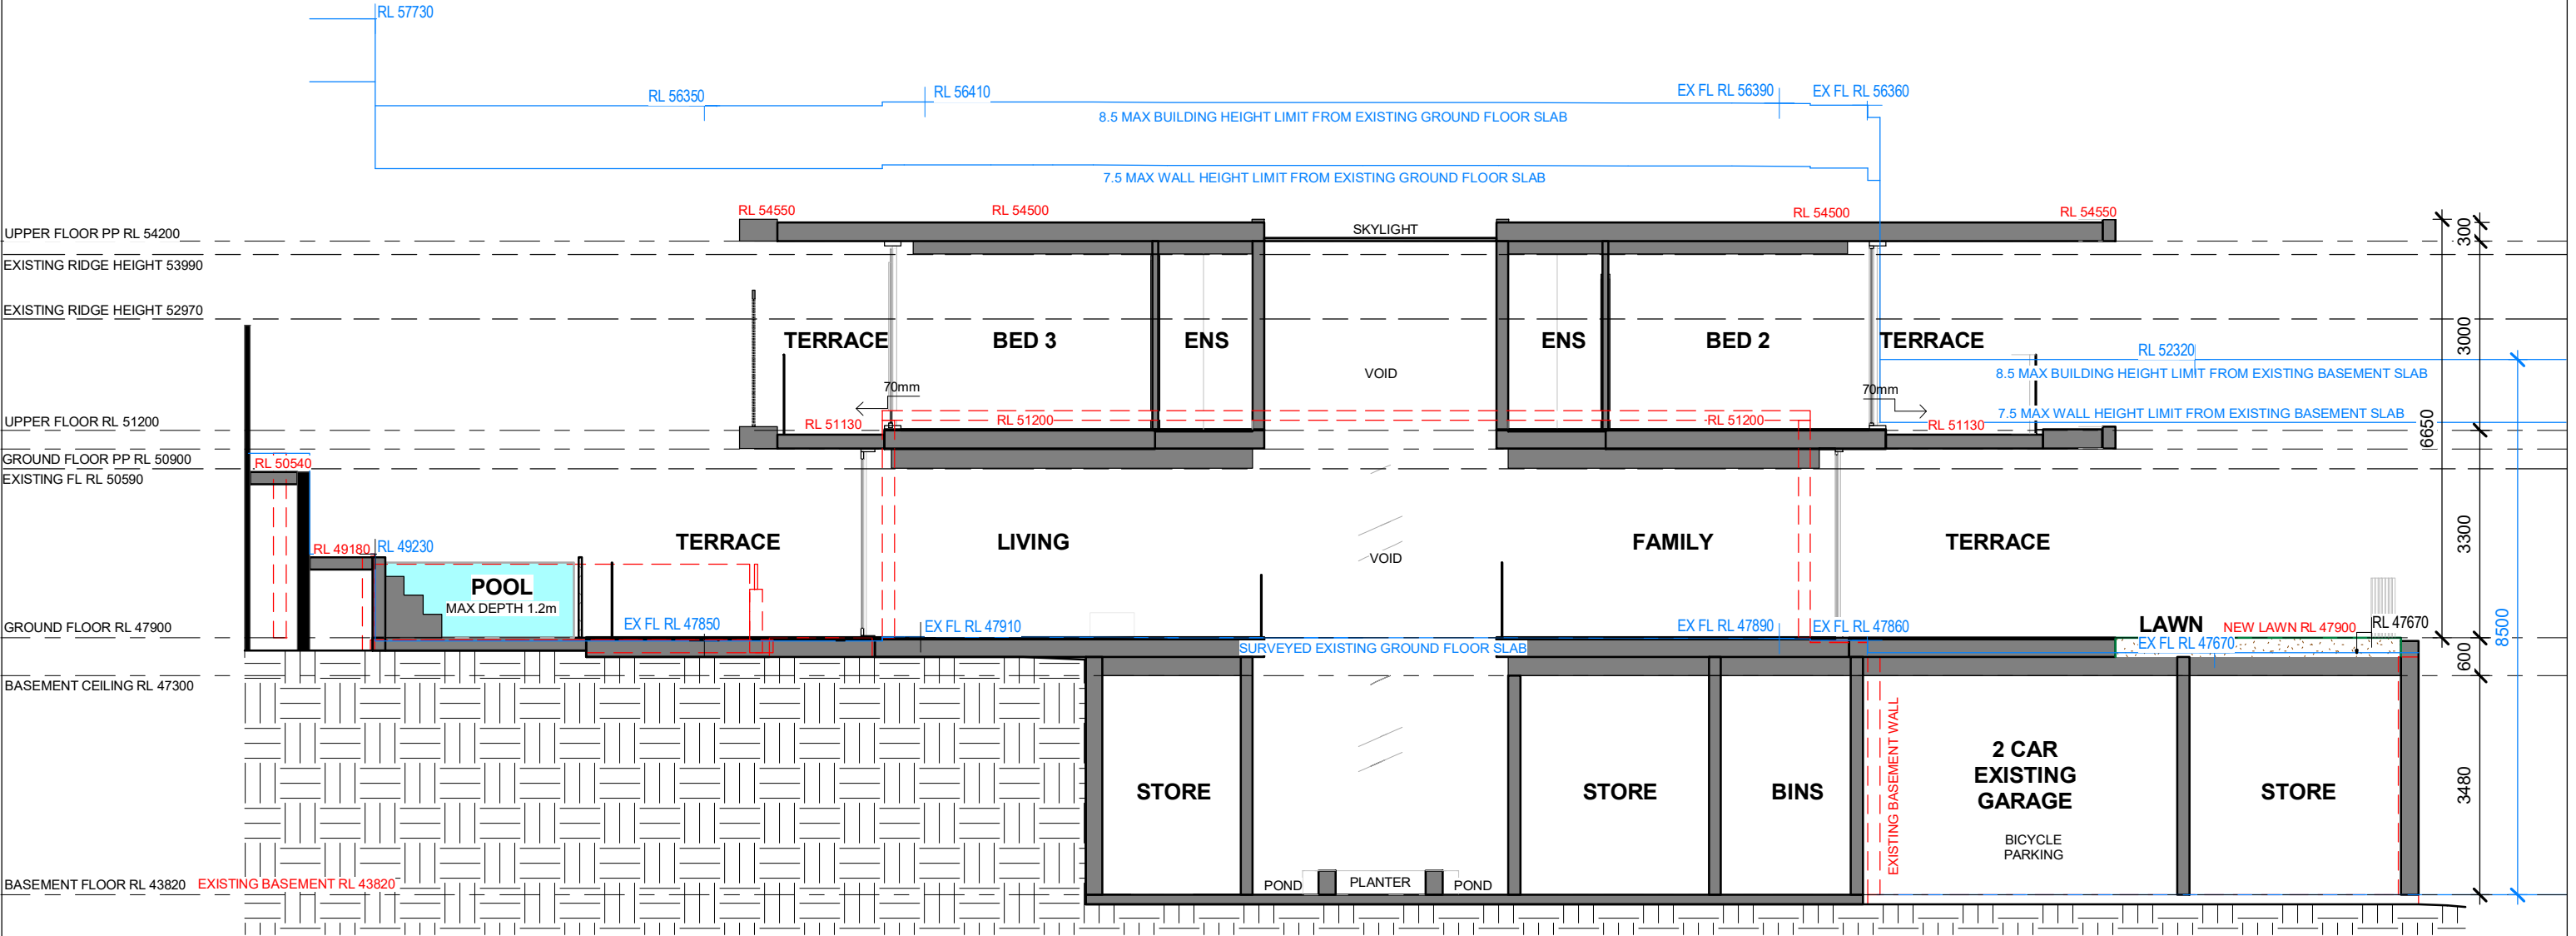 RL 57730
RL 56350
RL 56410
EX FL RL 56390
EX FL RL 56360
8.5 MAX BUILDING HEIGHT LIMIT FROM EXISTING GROUND FLOOR SLAB
7.5 MAX WALL HEIGHT LIMIT FROM EXISTING GROUND FLOOR SLAB
RL 54550
RL 54500
RL 54500
RL 54550
UPPER FLOOR PP RL 54200
SKYLIGHT
300
EXISTING RIDGE HEIGHT 53990
EXISTING RIDGE HEIGHT 52970
TERRACE
BED 3
ENS
ENS
BED 2
TERRACE
3000
RL 52320
VOID
8.5 MAX BUILDING HEIGHT LIMIT FROM EXISTING BASEMENT SLAB
70mm
70mm
7.5 MAX WALL HEIGHT LIMIT FROM EXISTING BASEMENT SLAB
UPPER FLOOR RL 51200
RL 51130
RL 51200
RL 51200
RL 51130
6650
GROUND FLOOR PP RL 50900
RL 50540
EXISTING FL RL 50590
RL 49180
RL 49230
TERRACE
LIVING
VOID
FAMILY
TERRACE
3300
POOL
MAX DEPTH 1.2m
GROUND FLOOR RL 47900
EX FL RL 47850
EX FL RL 47910
EX FL RL 47890
EX FL RL 47860
LAWN
NEW LAWN RL 47900
RL 47670
SURVEYED EXISTING GROUND FLOOR SLAB
EX FL RL 47670
8500
600
BASEMENT CEILING RL 47300
EXISTING BASEMENT WALL
STORE
STORE
BINS
2 CAR
EXISTING
GARAGE
STORE
3480
BICYCLE
PARKING
BASEMENT FLOOR RL 43820
EXISTING BASEMENT RL 43820
POND
PLANTER
POND